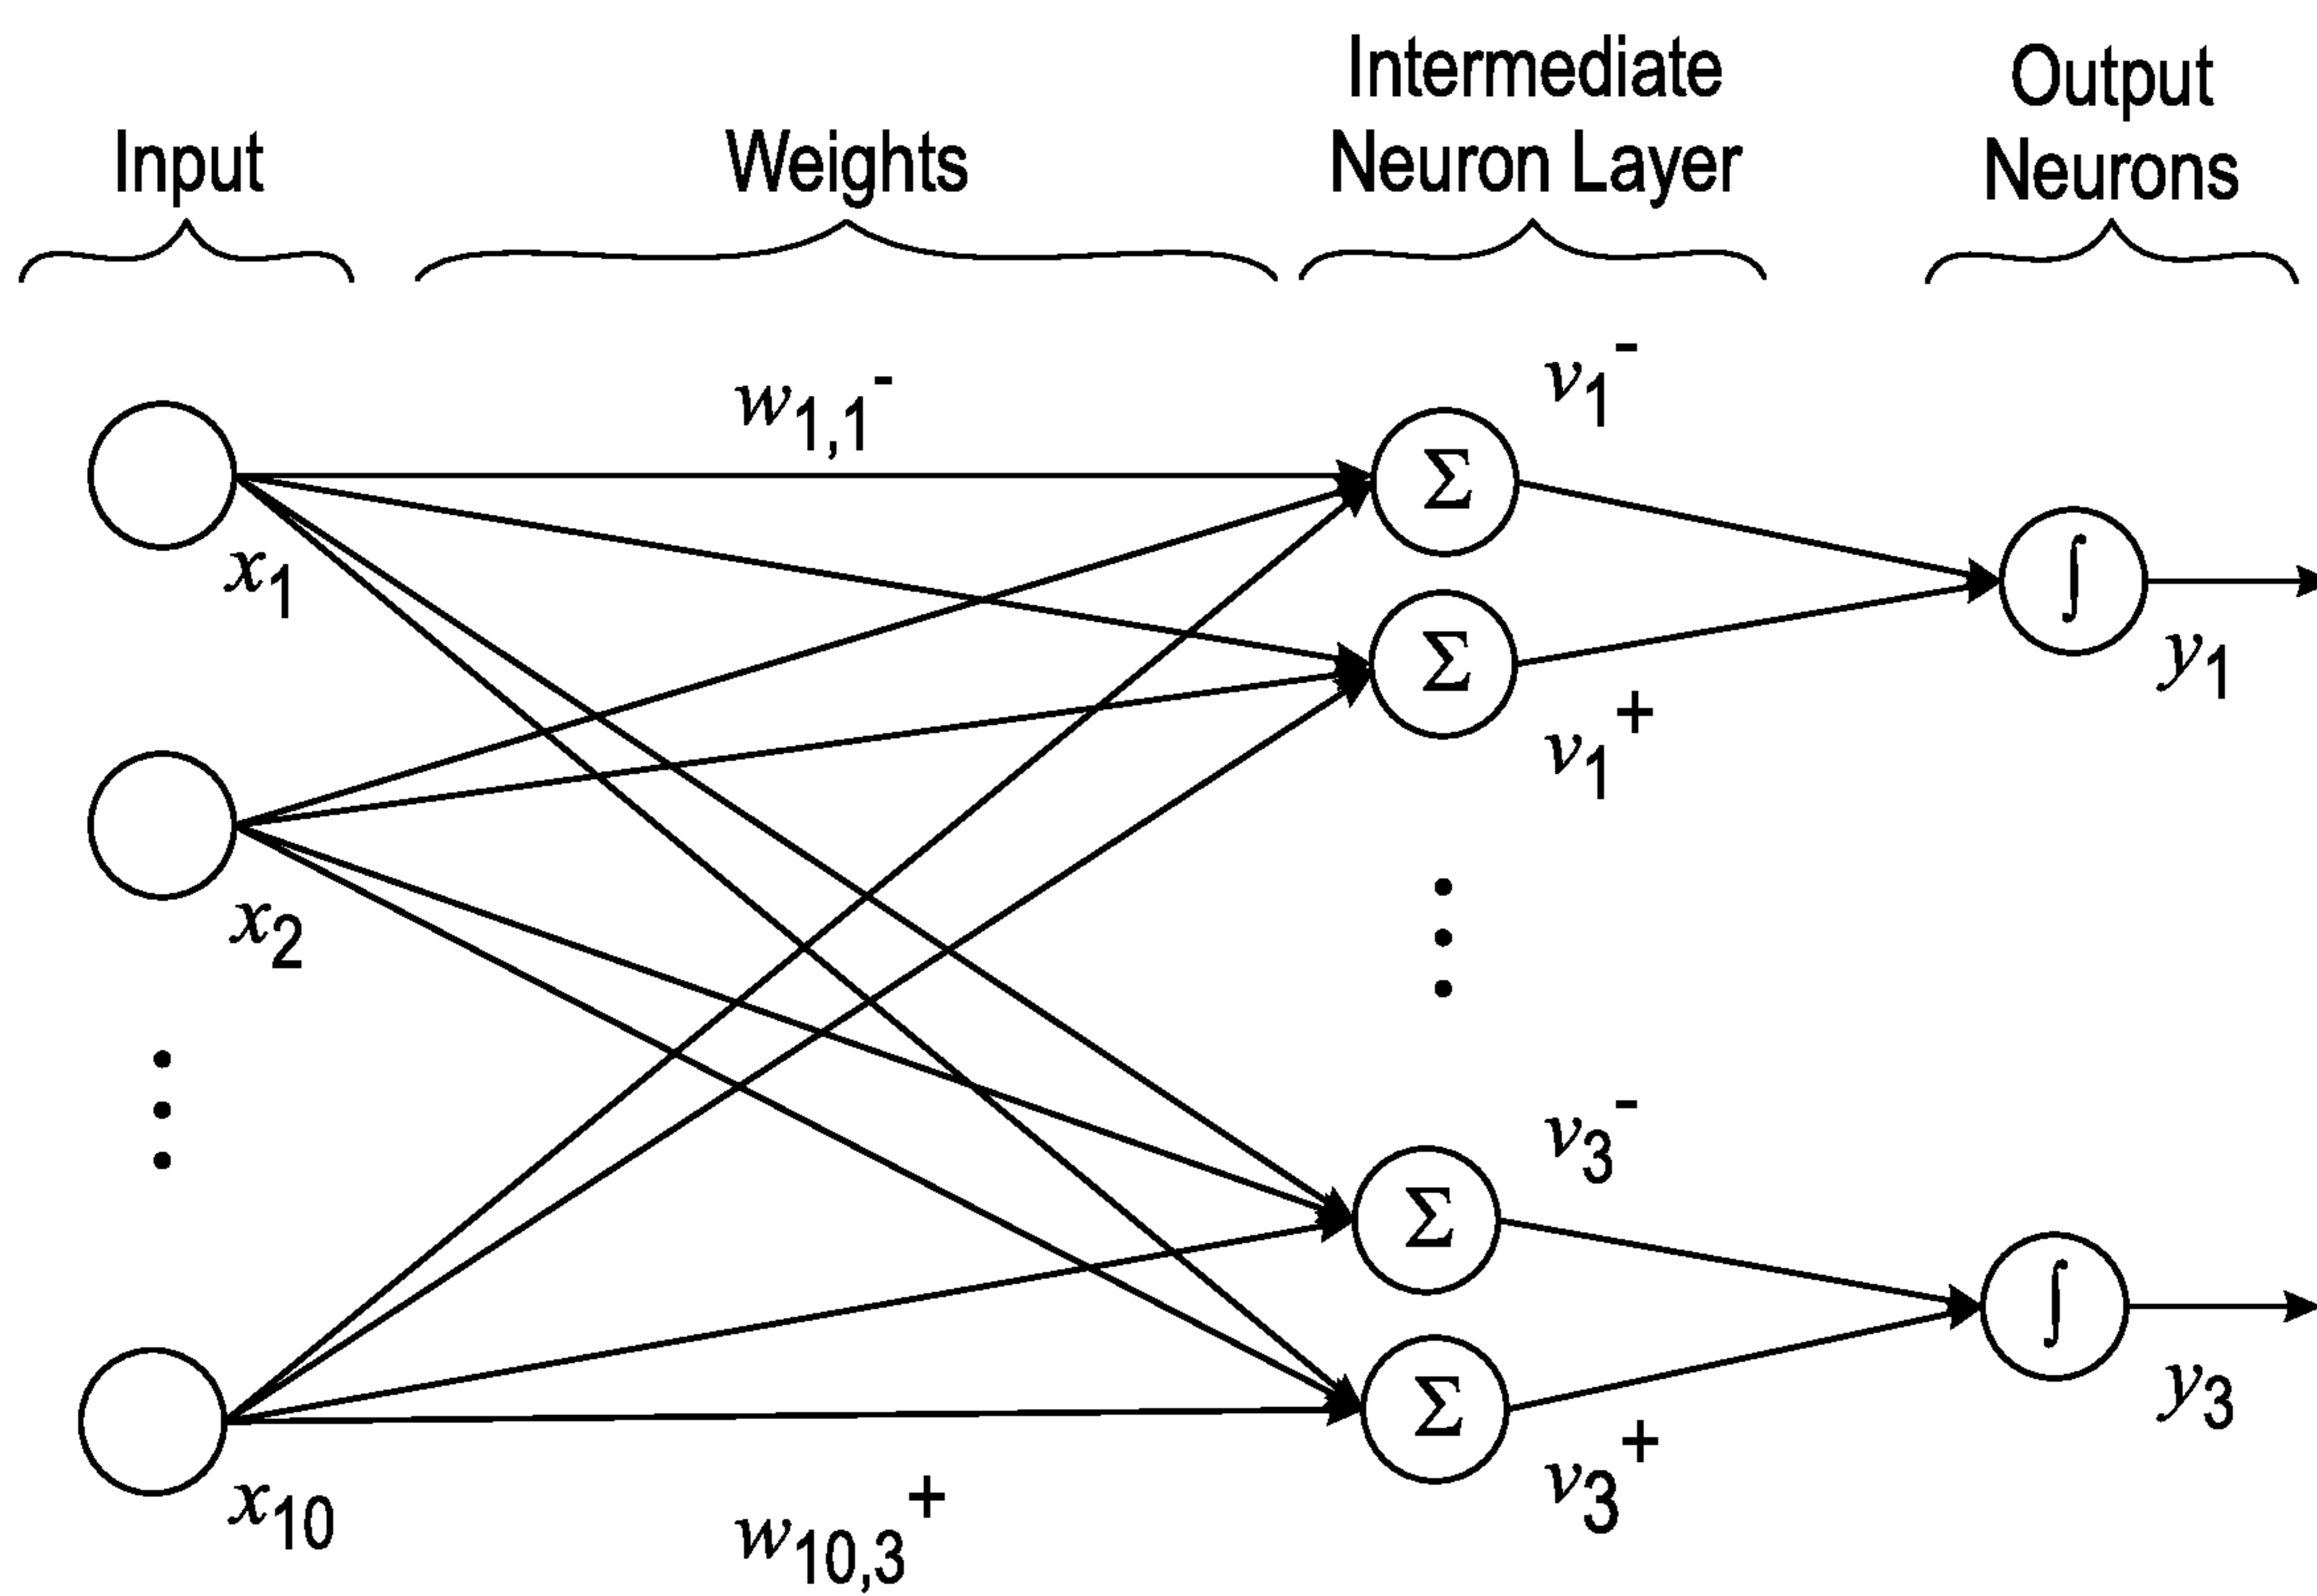 Input
Weights
Intermediate
Neuron Layer
Output
Neurons
w1,1-
v1-
Σ
x1
∫
y1
Σ
v1+
x2
v3-
Σ
∫
y3
Σ
v3+
x10
w10,3+